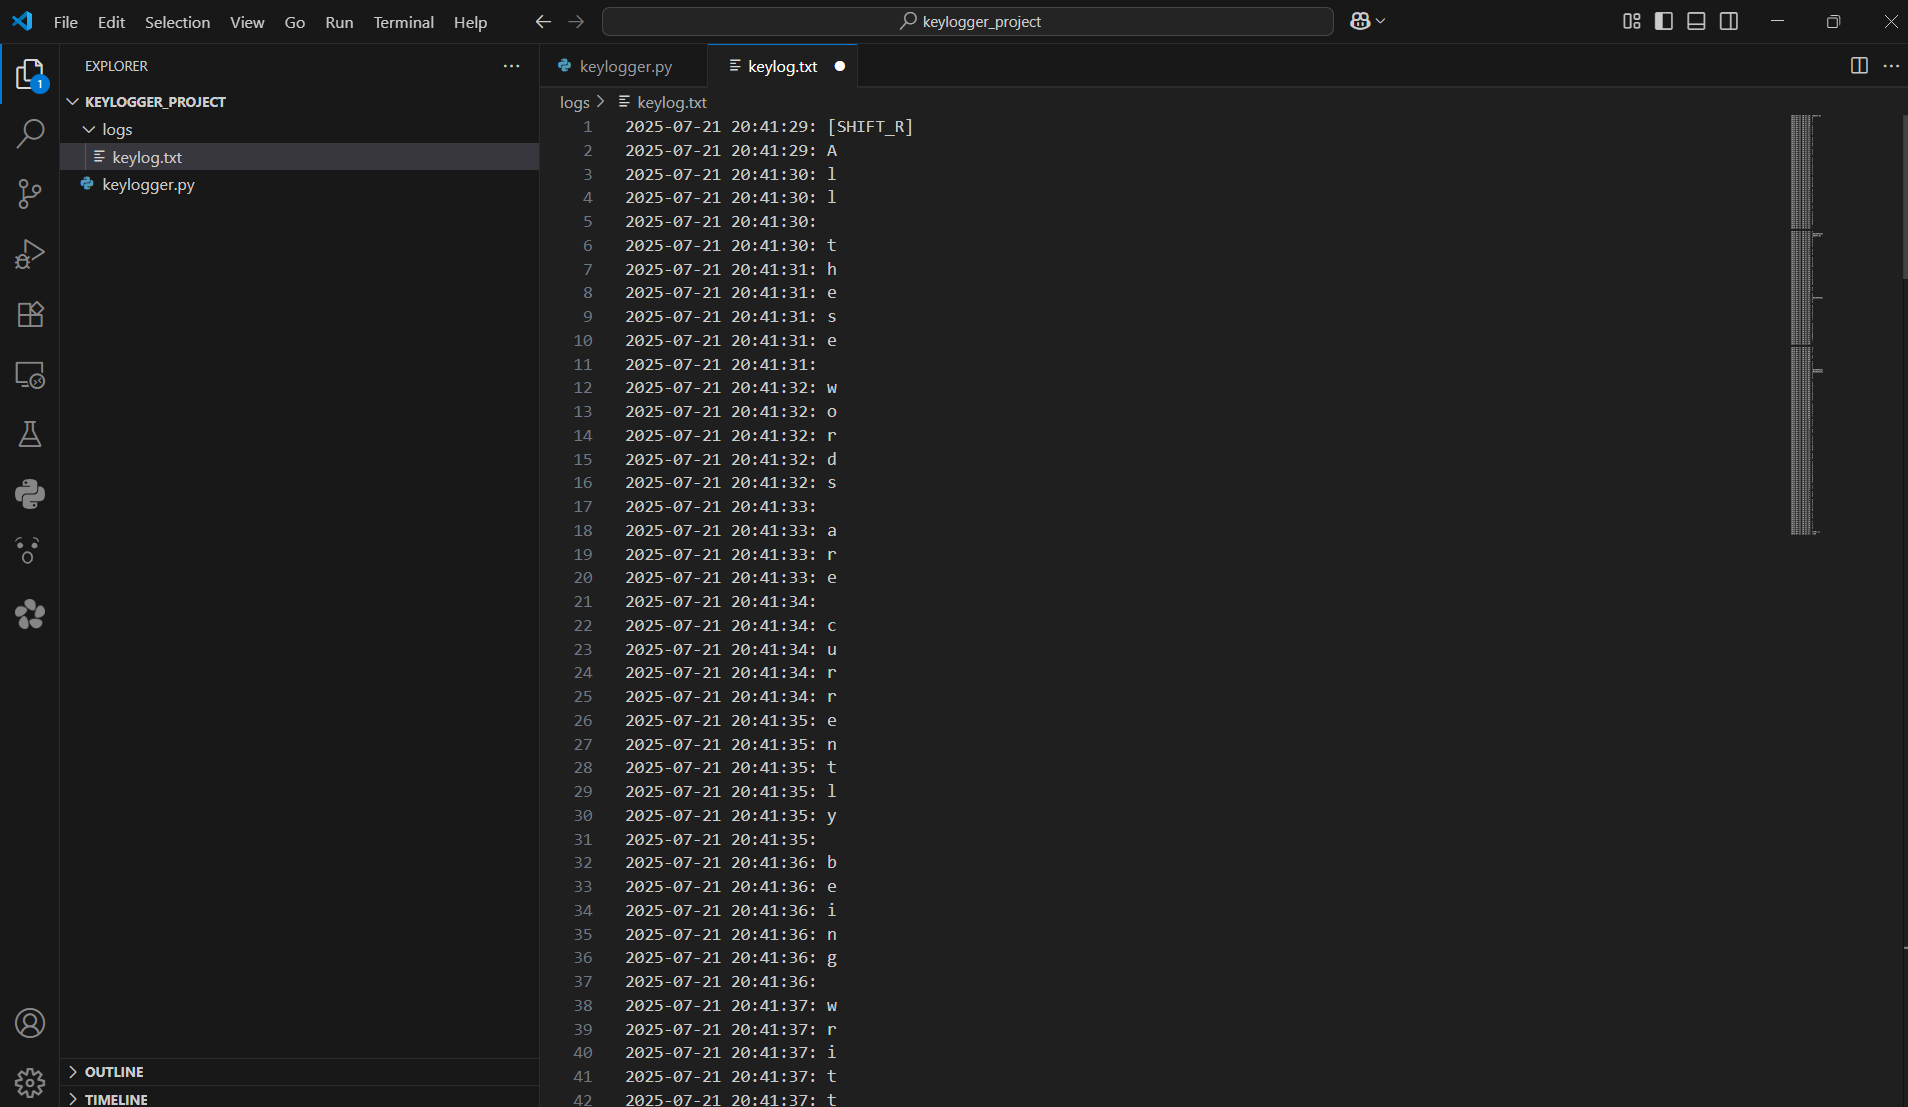 File Edit Selection View Go Run Terminal Help keylogger_project
EXPLORER
1
KEYLOGGER_PROJECT
logs
keylog.txt
keylogger.py
OUTLINE
TIMELINE
keylogger.py keylog.txt
logs keylog.txt
1 2025-07-21 20:41:29: [SHIFT_R]
2 2025-07-21 20:41:29: A
3 2025-07-21 20:41:30: l
4 2025-07-21 20:41:30: l
5 2025-07-21 20:41:30:
6 2025-07-21 20:41:30: t
7 2025-07-21 20:41:31: h
8 2025-07-21 20:41:31: e
9 2025-07-21 20:41:31: s
10 2025-07-21 20:41:31: e
11 2025-07-21 20:41:31:
12 2025-07-21 20:41:32: w
13 2025-07-21 20:41:32: o
14 2025-07-21 20:41:32: r
15 2025-07-21 20:41:32: d
16 2025-07-21 20:41:32: s
17 2025-07-21 20:41:33:
18 2025-07-21 20:41:33: a
19 2025-07-21 20:41:33: r
20 2025-07-21 20:41:33: e
21 2025-07-21 20:41:34:
22 2025-07-21 20:41:34: c
23 2025-07-21 20:41:34: u
24 2025-07-21 20:41:34: r
25 2025-07-21 20:41:34: r
26 2025-07-21 20:41:35: e
27 2025-07-21 20:41:35: n
28 2025-07-21 20:41:35: t
29 2025-07-21 20:41:35: l
30 2025-07-21 20:41:35: y
31 2025-07-21 20:41:35:
32 2025-07-21 20:41:36: b
33 2025-07-21 20:41:36: e
34 2025-07-21 20:41:36: i
35 2025-07-21 20:41:36: n
36 2025-07-21 20:41:36: g
37 2025-07-21 20:41:36:
38 2025-07-21 20:41:37: w
39 2025-07-21 20:41:37: r
40 2025-07-21 20:41:37: i
41 2025-07-21 20:41:37: t
42 2025-07-21 20:41:37: t